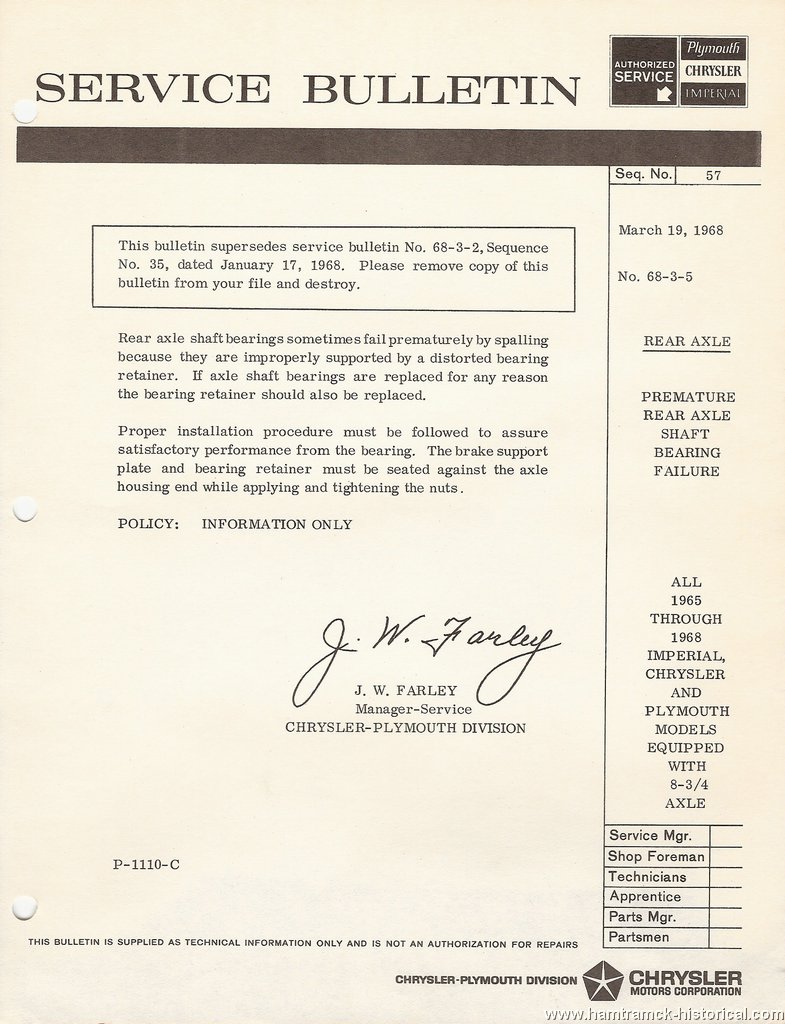 SERVICE BULLETIN
AUTHORIZED
SERVICE
Plymouth
CHRYSLER
IMPERIAL
Seq. No. 57
March 19, 1968
No. 68-3-5
REAR AXLE
PREMATURE
REAR AXLE
SHAFT
BEARING
FAILURE
ALL
1965
THROUGH
1968
IMPERIAL,
CHRYSLER
AND
PLYMOUTH
MODELS
EQUIPPED
WITH
8-3/4
AXLE
This bulletin supersedes service bulletin No. 68-3-2, Sequence
No. 35, dated January 17, 1968. Please remove copy of this
bulletin from your file and destroy.
Rear axle shaft bearings sometimes fail prematurely by spalling
because they are improperly supported by a distorted bearing
retainer. If axle shaft bearings are replaced for any reason
the bearing retainer should also be replaced.
Proper installation procedure must be followed to assure
satisfactory performance from the bearing. The brake support
plate and bearing retainer must be seated against the axle
housing end while applying and tightening the nuts.
POLICY: INFORMATION ONLY
J. W. Farley
J. W. FARLEY
Manager-Service
CHRYSLER-PLYMOUTH DIVISION
P-1110-C
Service Mgr.
Shop Foreman
Technicians
Apprentice
Parts Mgr.
Partsmen
THIS BULLETIN IS SUPPLIED AS TECHNICAL INFORMATION ONLY AND IS NOT AN AUTHORIZATION FOR REPAIRS
CHRYSLER-PLYMOUTH DIVISION
CHRYSLER
MOTORS CORPORATION
www.hamtramck-historical.com